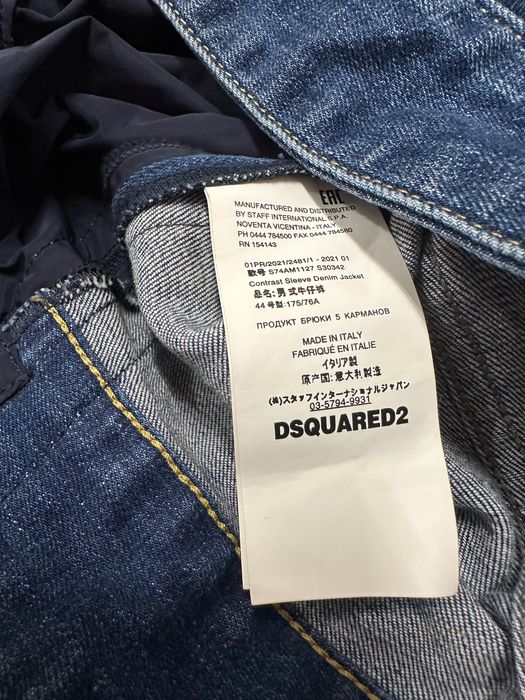 EAC
MANUFACTURED AND DISTRIBUTED
BY STAFF INTERNATIONAL S.P.A.
NOVENTA VICENTINA - ITALY
PH 0444 784500 FAX 0444 784580
RN 154143
01PR/2021/2481/1 - 2021 01
款号 S74AM1127 S30342
Contrast Sleeve Denim Jacket
品名: 男式牛仔裤
44 号型: 175/76A
ПРОДУКТ БРЮКИ 5 КАРМАНОВ
MADE IN ITALY
FABRIQUÉ EN ITALIE
イタリア製
原产国: 意大利制造
(株)スタッフインターナショナルジャパン
03-5794-9931
DSQUARED2